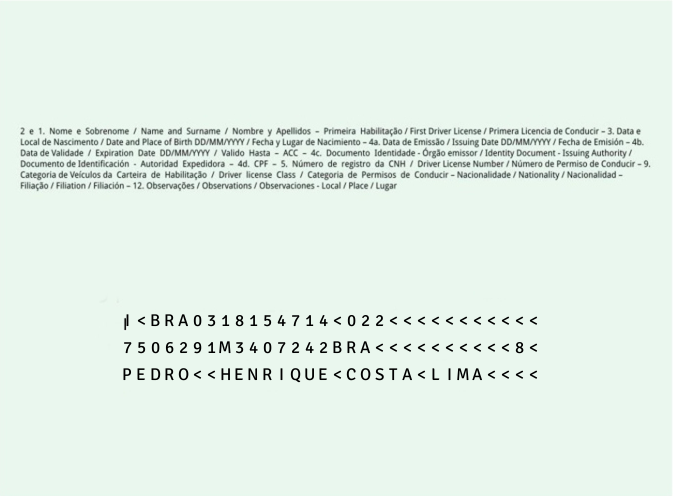 2 e 1. Nome e Sobrenome / Name and Surname / Nombre y Apellidos – Primeira Habilitação / First Driver License / Primera Licencia de Conducir – 3. Data e
Local de Nascimento / Date and Place of Birth DD/MM/YYYY / Fecha y Lugar de Nacimiento – 4a. Data de Emissão / Issuing Date DD/MM/YYYY / Fecha de Emisión – 4b.
Data de Validade / Expiration Date DD/MM/YYYY / Valido Hasta – ACC – 4c. Documento Identidade - Órgão emissor / Identity Document - Issuing Authority /
Documento de Identificación - Autoridad Expedidora – 4d. CPF – 5. Número de registro da CNH / Driver License Number / Número de Permiso de Conducir – 9.
Categoria de Veículos da Carteira de Habilitação / Driver license Class / Categoria de Permisos de Conducir – Nacionalidade / Nationality / Nacionalidad –
Filiação / Filiation / Filiación – 12. Observações / Observations / Observaciones - Local / Place / Lugar
I<BRA0318154714<022<<<<<<<<<<<
7506291M3407242BRA<<<<<<<<<<8<
PEDRO<<HENRIQUE<COSTA<LIMA<<<<